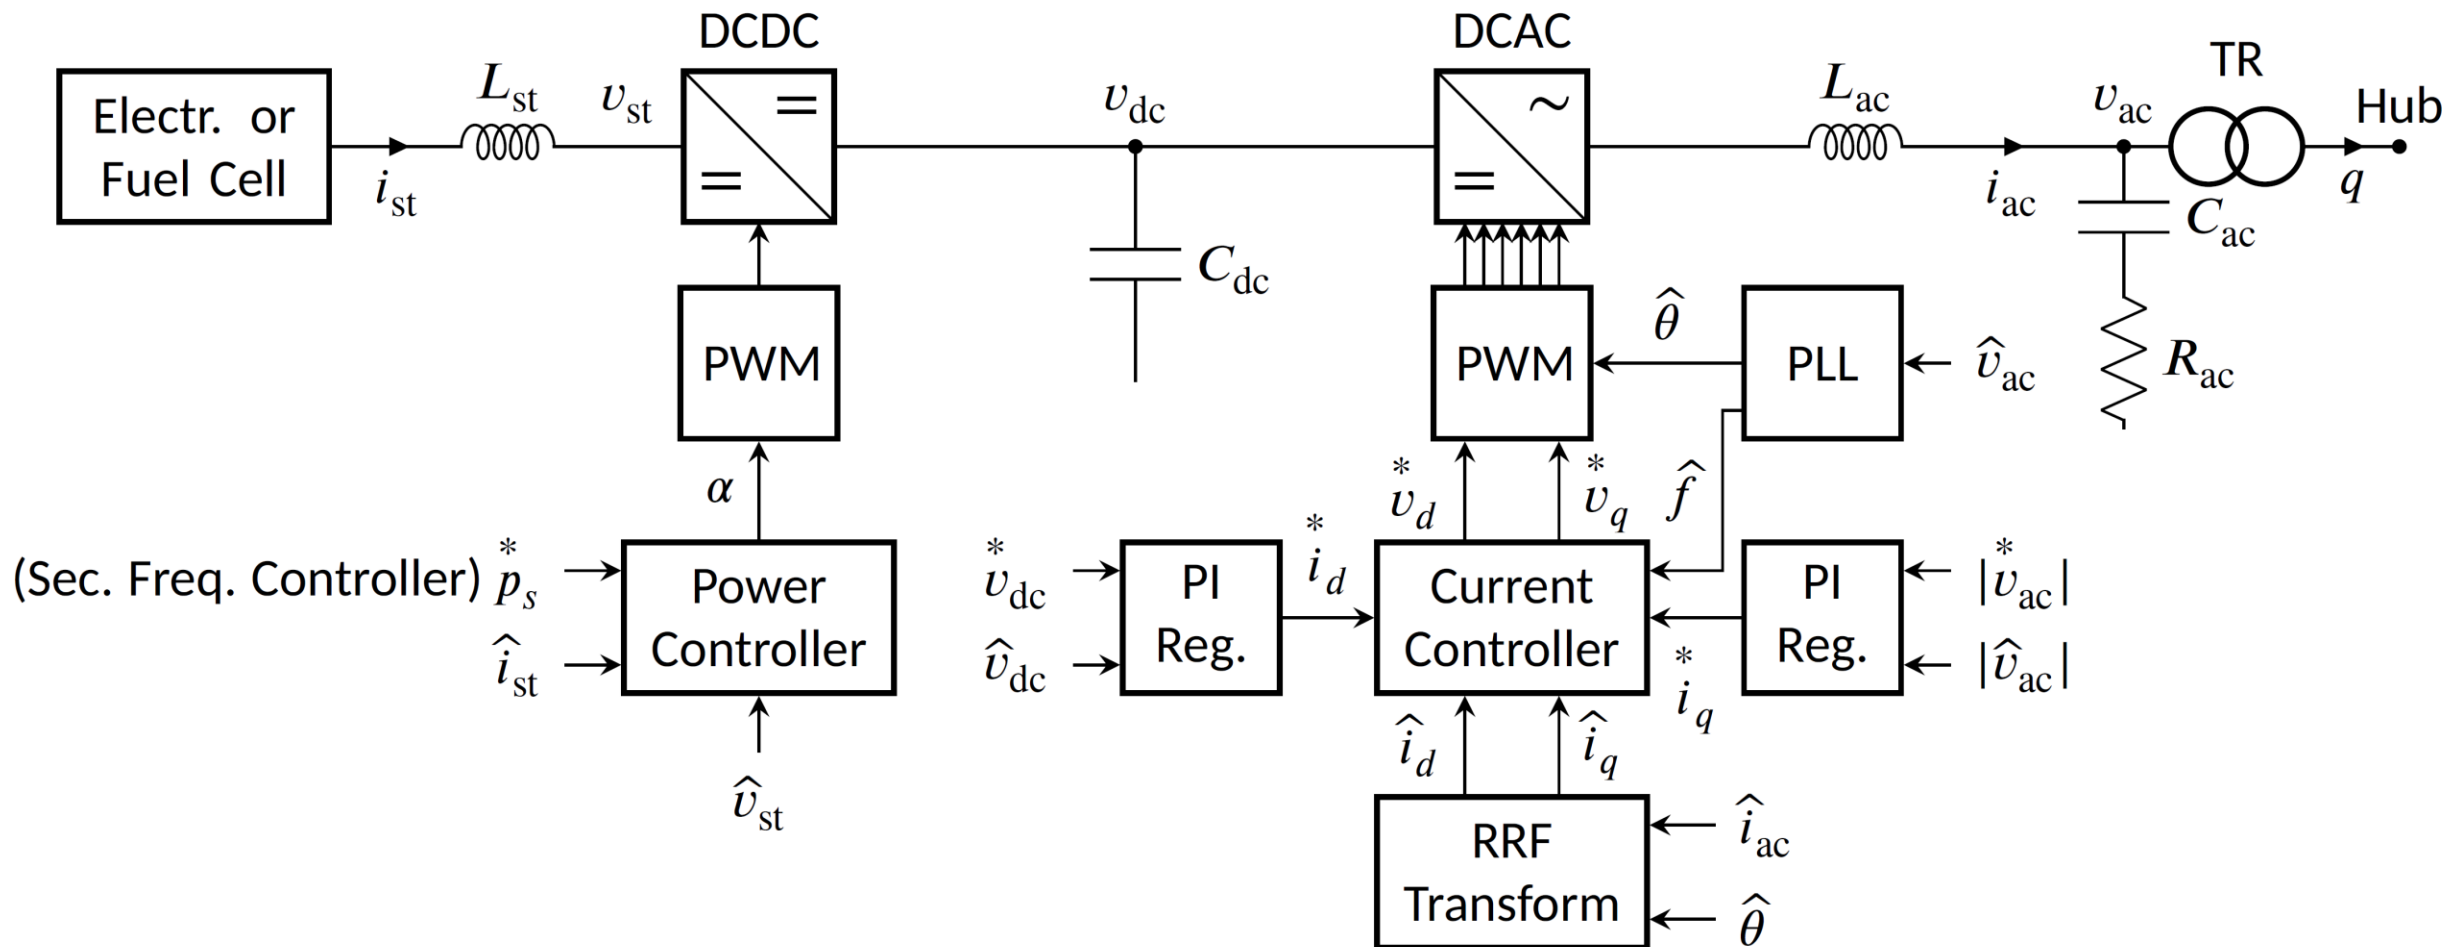 DCDC
DCAC
TR
Electr. or
Fuel Cell
L_st
v_st
v_dc
L_ac
v_ac
Hub
i_st
=
=
~
=
i_ac
q
C_dc
C_ac
PWM
PWM
θ̂
PLL
v̂_ac
R_ac
α
v*_d
v*_q
f̂
(Sec. Freq. Controller) p*_s
Power
Controller
î_st
v̂_st
v*_dc
v̂_dc
PI
Reg.
i*_d
Current
Controller
i*_q
PI
Reg.
|v*_ac|
|v̂_ac|
î_d
î_q
RRF
Transform
î_ac
θ̂